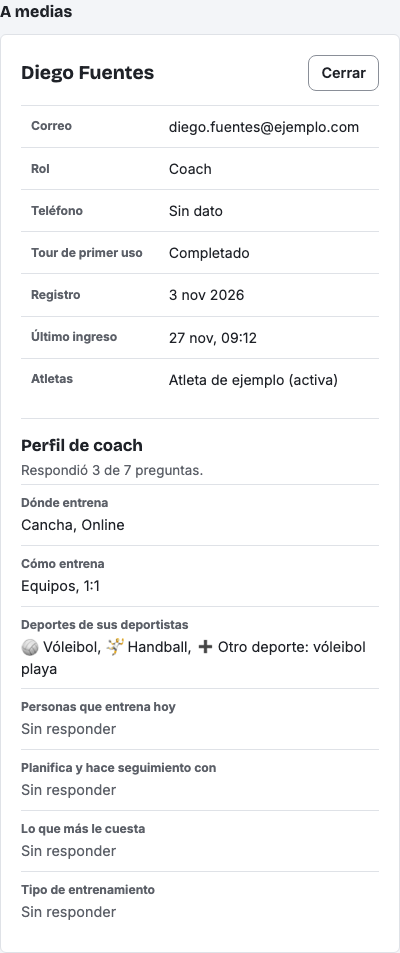 A medias
Diego Fuentes
Cerrar
Correo
diego.fuentes@ejemplo.com
Rol
Coach
Teléfono
Sin dato
Tour de primer uso
Completado
Registro
3 nov 2026
Último ingreso
27 nov, 09:12
Atletas
Atleta de ejemplo (activa)
Perfil de coach
Respondió 3 de 7 preguntas.
Dónde entrena
Cancha, Online
Cómo entrena
Equipos, 1:1
Deportes de sus deportistas
🏐 Vóleibol, 🤾 Handball, ➕ Otro deporte: vóleibol
playa
Personas que entrena hoy
Sin responder
Planifica y hace seguimiento con
Sin responder
Lo que más le cuesta
Sin responder
Tipo de entrenamiento
Sin responder